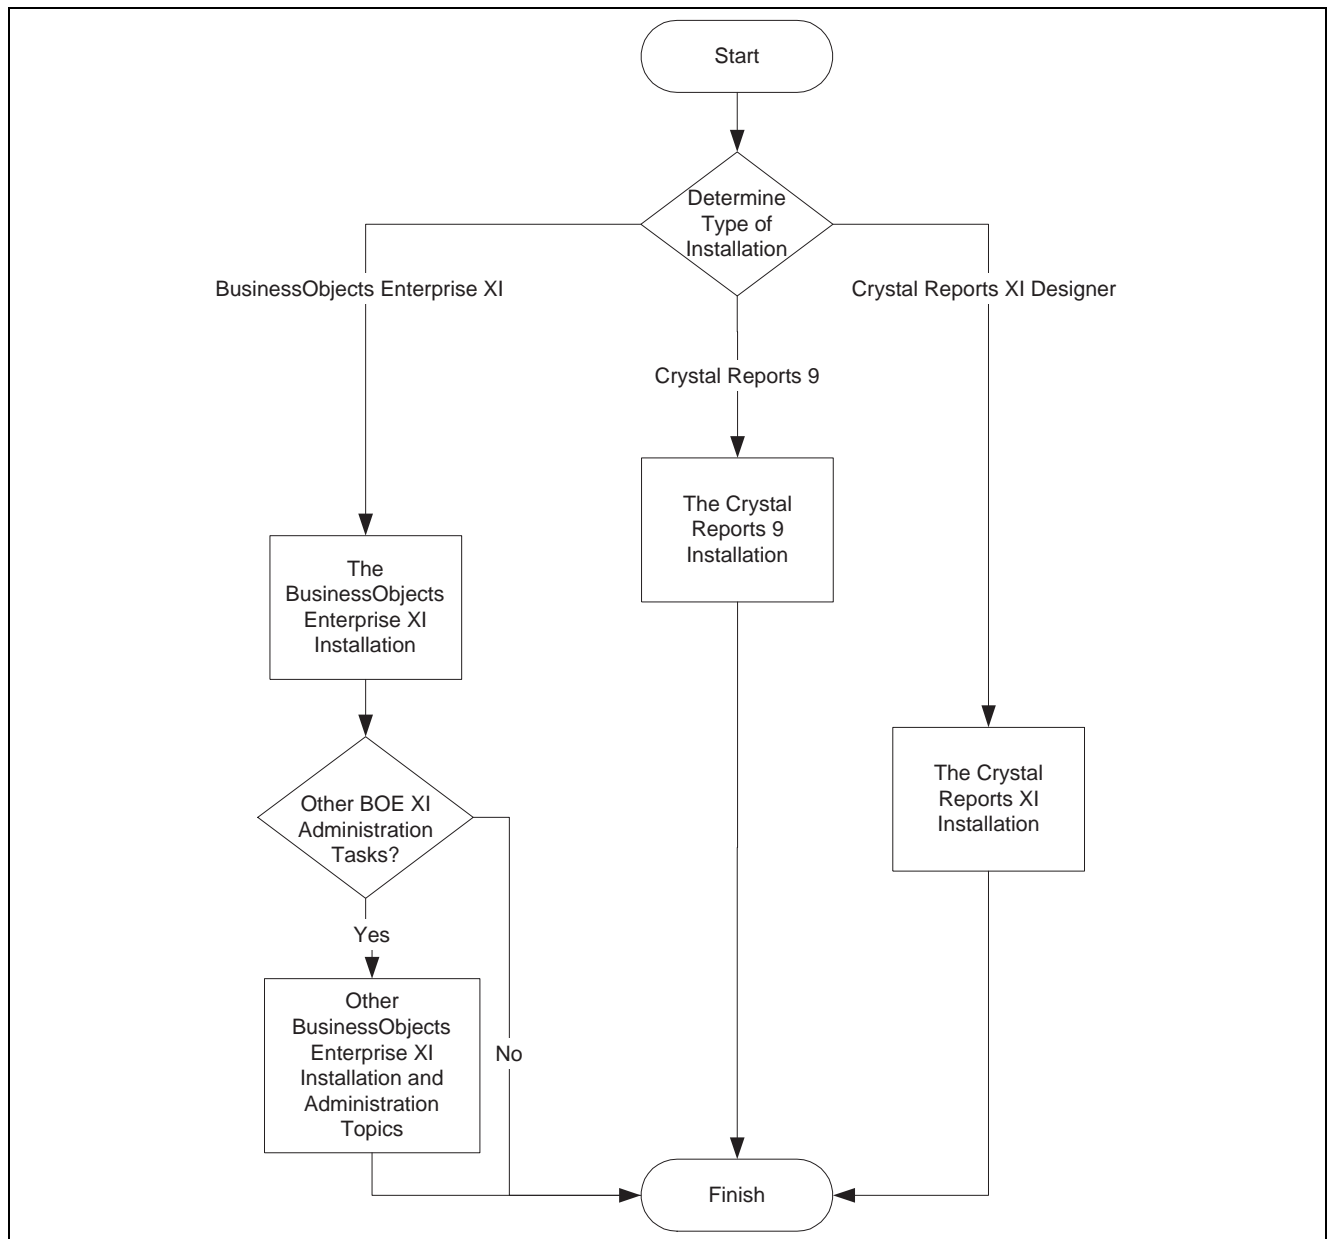 Start
Determine
Type of
Installation
BusinessObjects Enterprise XI
Crystal Reports XI Designer
Crystal Reports 9
The Crystal
Reports 9
Installation
The
BusinessObjects
Enterprise XI
Installation
The Crystal
Reports XI
Installation
Other BOE XI
Administration
Tasks?
Yes
Other
BusinessObjects
Enterprise XI
Installation and
Administration
Topics
No
Finish